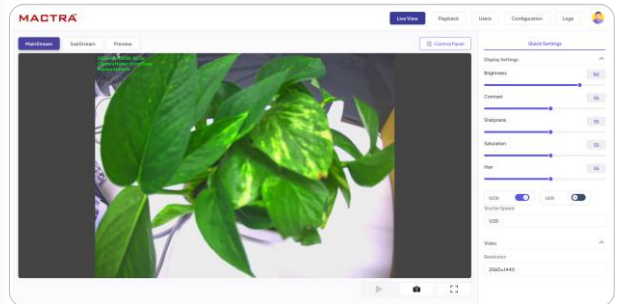 MACTRA
Live View
Playback
Users
Configuration
Logs
MainStream
SubStream
Preview
Control Panel
Quick Settings
Display Settings
Brightness
80
Contrast
Sharpness
Saturation
Hue
HDR
Shutter Speed
1/25
Video
Resolution
2560x1440